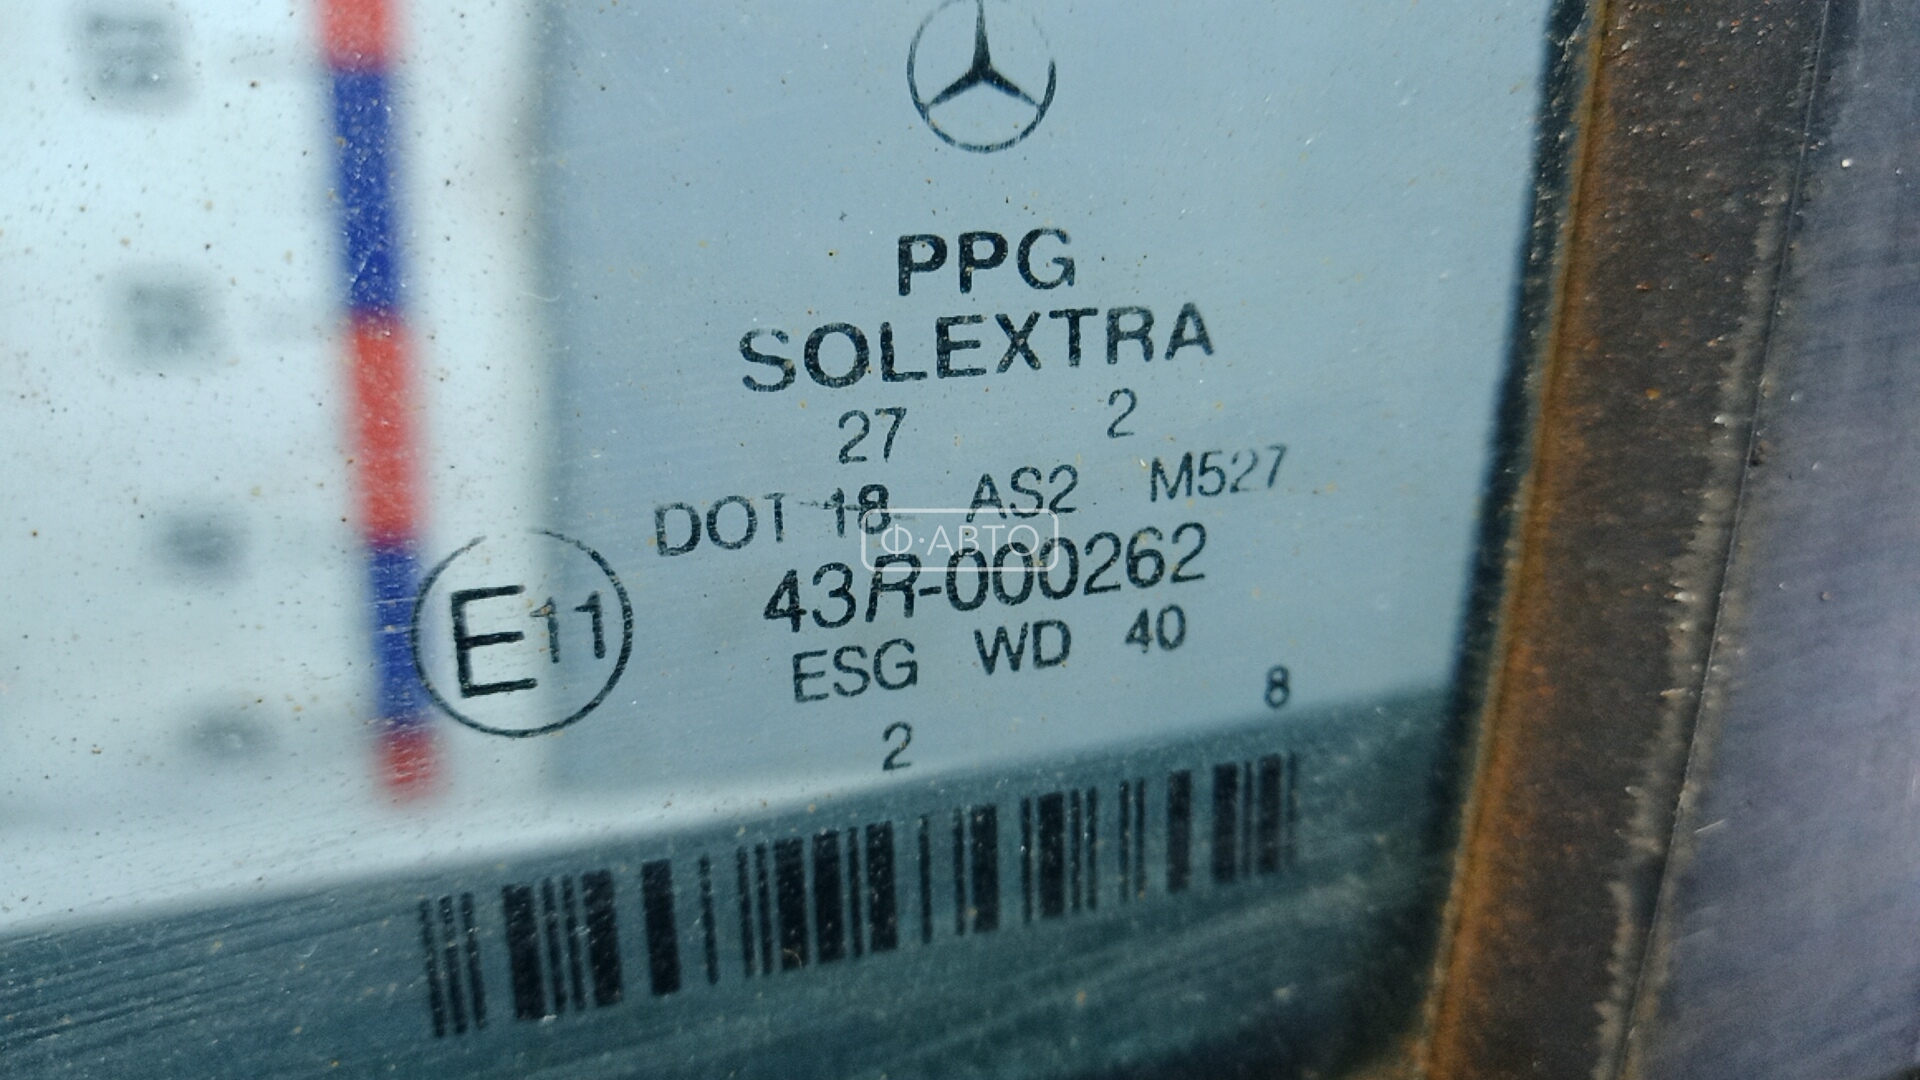 PPG
SOLEXTRA
27 2
DOT 18 AS2 M527
Ф·АВТО
43R-000262
E11
ESG WD 40
2 8